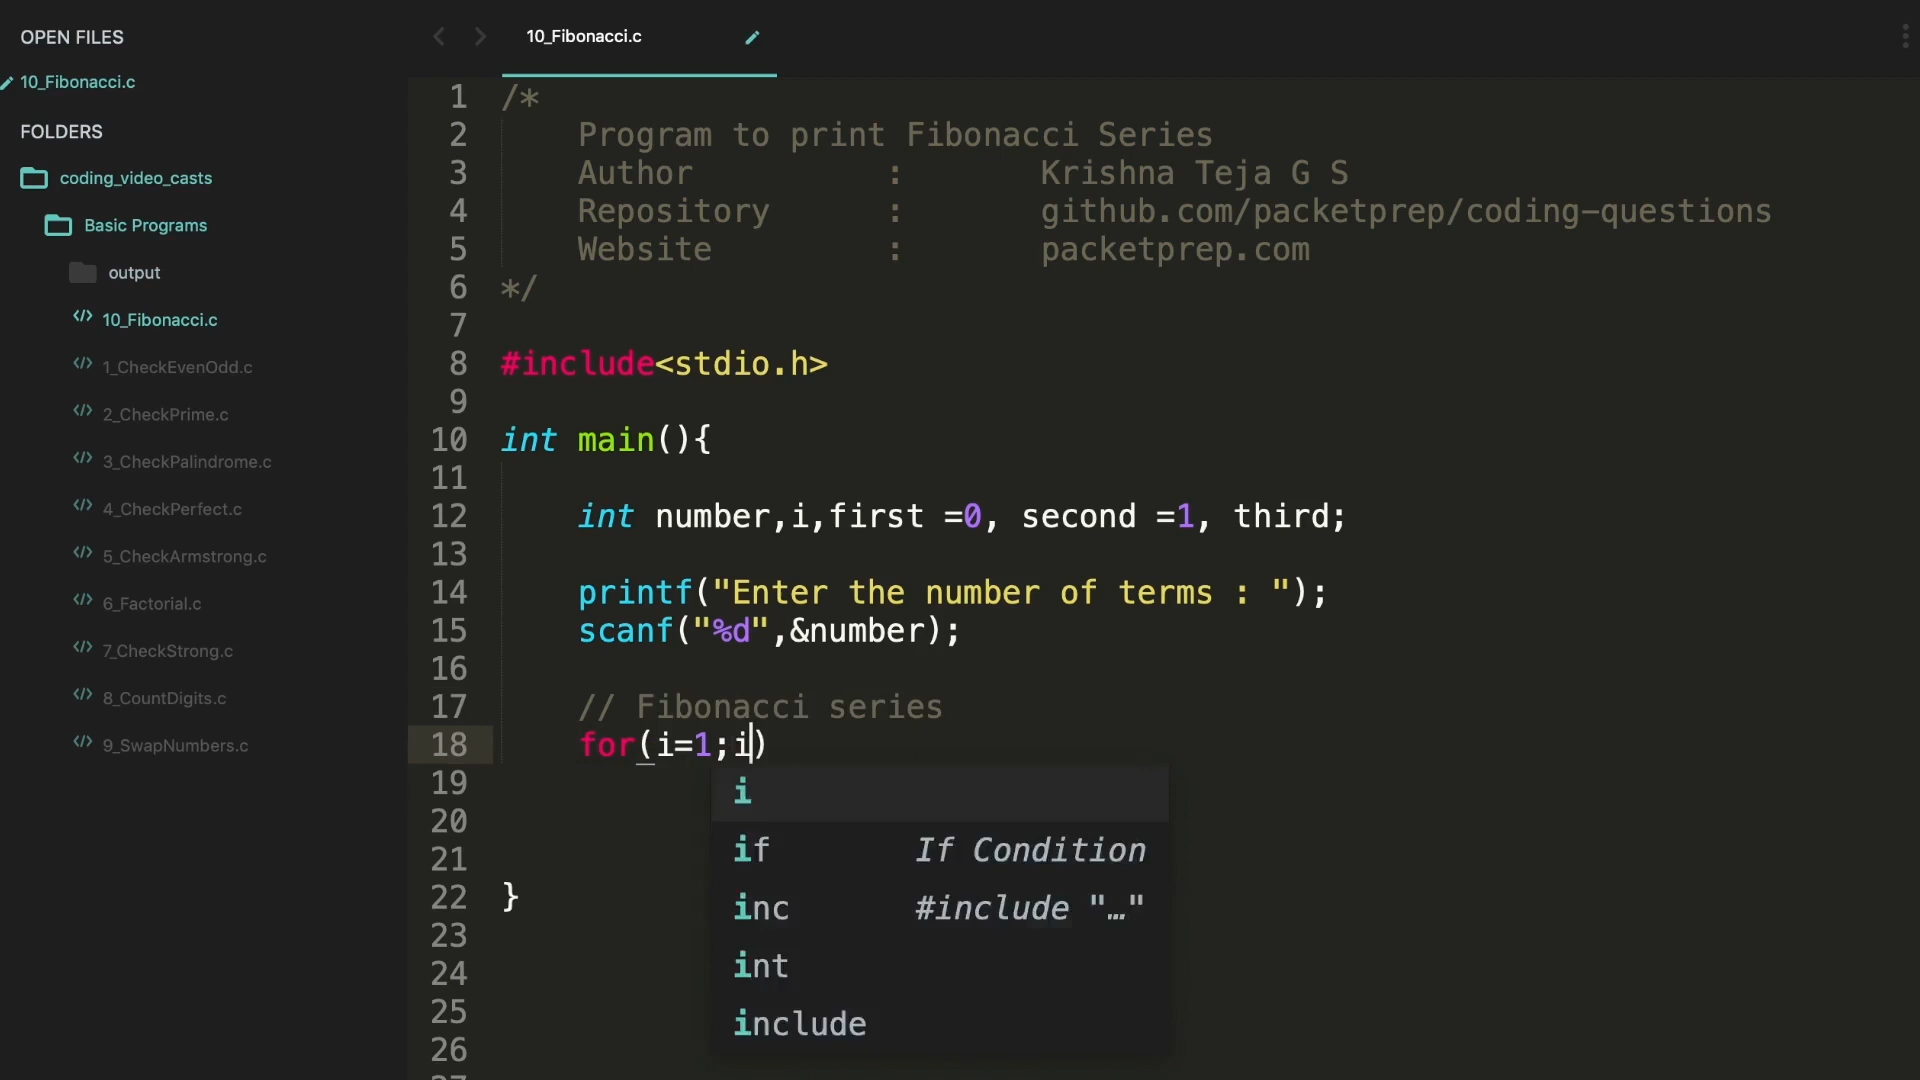 OPEN FILES
10_Fibonacci.c
FOLDERS
coding_video_casts
Basic Programs
output
10_Fibonacci.c
1_CheckEvenOdd.c
2_CheckPrime.c
3_CheckPalindrome.c
4_CheckPerfect.c
5_CheckArmstrong.c
6_Factorial.c
7_CheckStrong.c
8_CountDigits.c
9_SwapNumbers.c
10_Fibonacci.c
1 /*
2 Program to print Fibonacci Series
3 Author : Krishna Teja G S
4 Repository : github.com/packetprep/coding-questions
5 Website : packetprep.com
6 */
7
8 #include<stdio.h>
9
10 int main(){
11
12 int number,i,first =0, second =1, third;
13
14 printf("Enter the number of terms : ");
15 scanf("%d",&number);
16
17 // Fibonacci series
18 for(i=1;i)
19
20
21
22 }
23
24
25
26
i
if If Condition
inc #include "…"
int
include